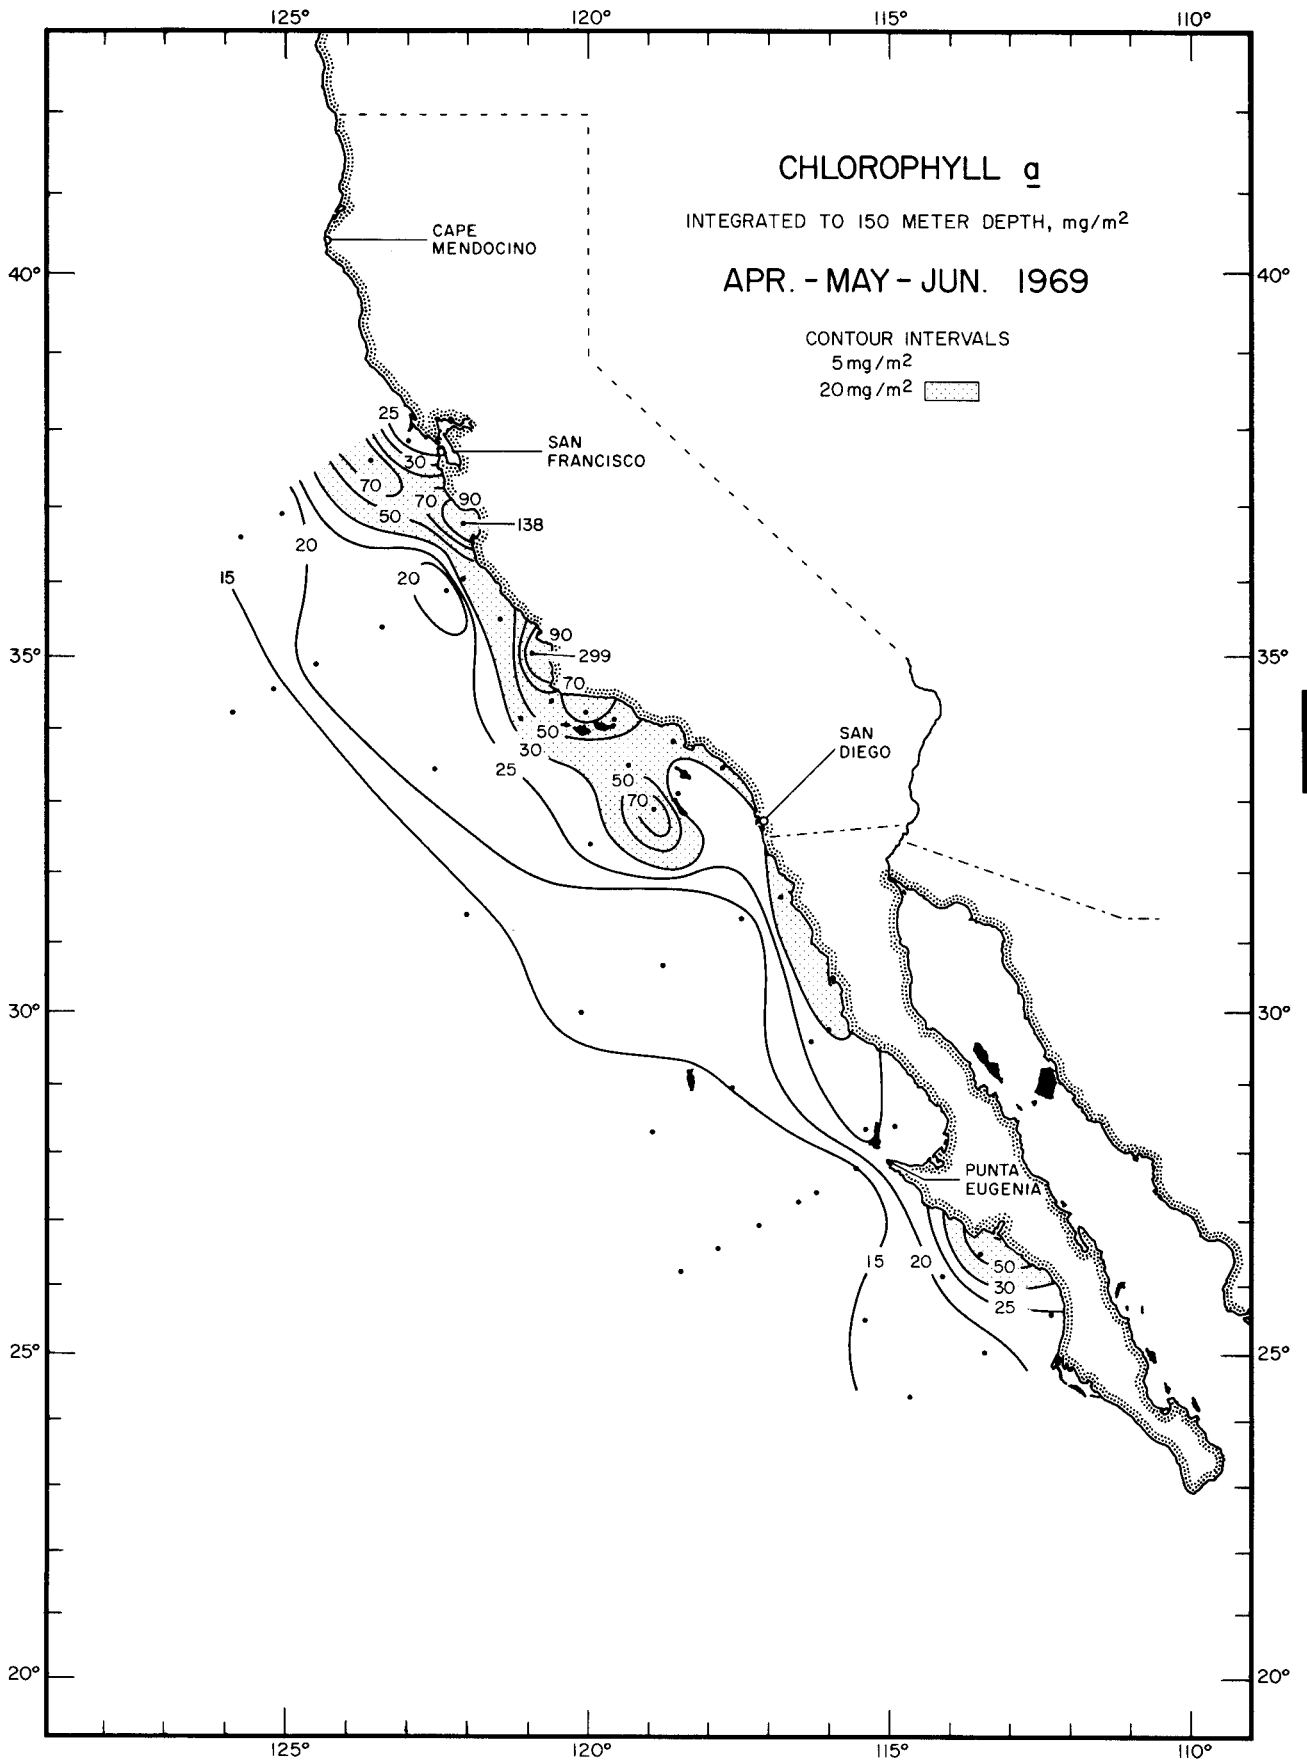 125° 120° 115° 110°
CHLOROPHYLL a
INTEGRATED TO 150 METER DEPTH, mg/m²
APR. - MAY - JUN. 1969
CONTOUR INTERVALS
5 mg/m²
20 mg/m²
CAPE
MENDOCINO
40° 40°
25
SAN
FRANCISCO
30
70
70 90
50
138
20
15
20
90
299
35° 35°
70
50
30
25
SAN
DIEGO
50
70
30° 30°
PUNTA
EUGENIA
15 20
50
30
25
25° 25°
20° 20°
125° 120° 115° 110°